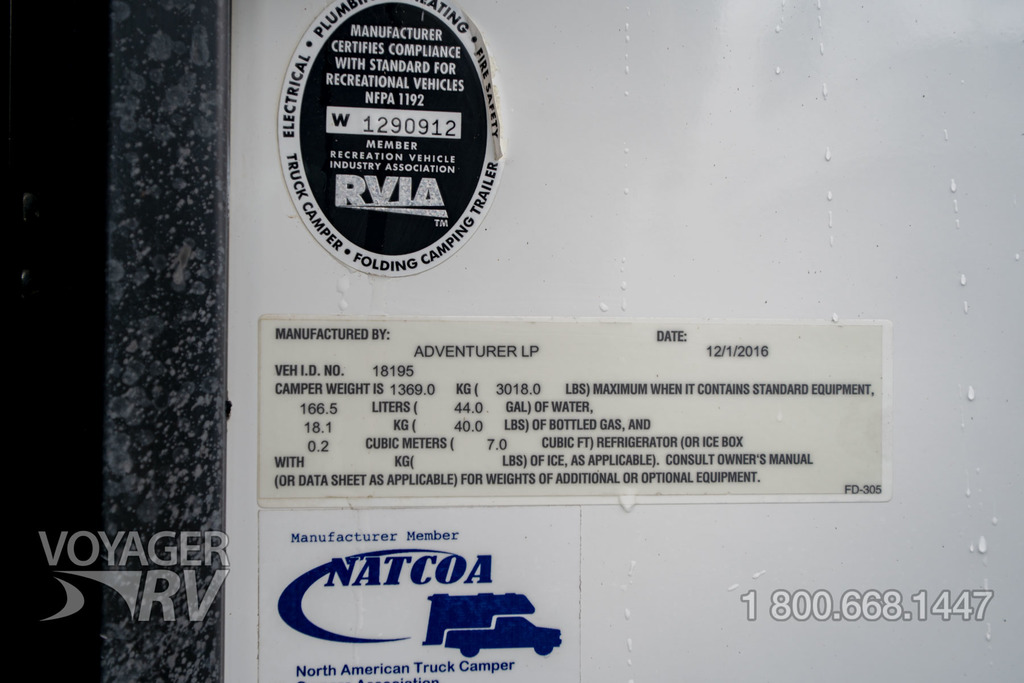 PLUMBING • HEATING • FIRE SAFETY
ELECTRICAL •
MANUFACTURER
CERTIFIES COMPLIANCE
WITH STANDARD FOR
RECREATIONAL VEHICLES
NFPA 1192
W 1290912
MEMBER
RECREATION VEHICLE
INDUSTRY ASSOCIATION
RVIA
TM
TRUCK CAMPER • FOLDING CAMPING TRAILER
MANUFACTURED BY: DATE:
ADVENTURER LP 12/1/2016
VEH I.D. NO. 18195
CAMPER WEIGHT IS 1369.0 KG ( 3018.0 LBS) MAXIMUM WHEN IT CONTAINS STANDARD EQUIPMENT,
166.5 LITERS ( 44.0 GAL) OF WATER,
18.1 KG ( 40.0 LBS) OF BOTTLED GAS, AND
0.2 CUBIC METERS ( 7.0 CUBIC FT) REFRIGERATOR (OR ICE BOX
WITH KG( LBS) OF ICE, AS APPLICABLE). CONSULT OWNER'S MANUAL
(OR DATA SHEET AS APPLICABLE) FOR WEIGHTS OF ADDITIONAL OR OPTIONAL EQUIPMENT.
FD-305
Manufacturer Member
NATCOA
North American Truck Camper
Association
VOYAGER
RV
1 800.668.1447